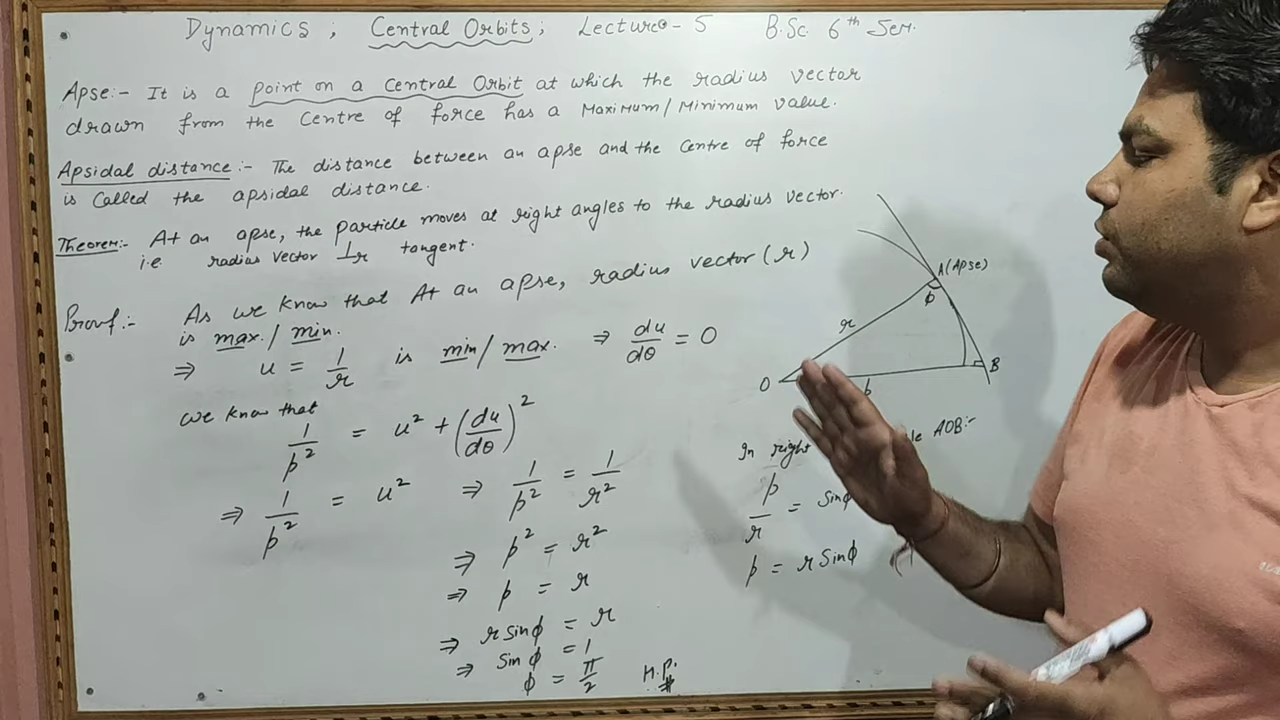 Dynamics ; Central Orbits ; Lecture - 5 B.Sc. 6th Sem.
Apse:- It is a point on a Central Orbit at which the radius vector
drawn from the centre of force has a Maximum/Minimum value.
Apsidal distance:- The distance between an apse and the centre of force
is called the apsidal distance.
Theorem:- At an apse, the particle moves at right angles to the radius vector.
i.e. radius vector ⊥r tangent.
Proof:- As we know that At an apse, radius vector (r)
is max./min.
⇒ u = 1/r is min/max. ⇒ du/dθ = 0
we know that
1/p² = u² + (du/dθ)²
⇒ 1/p² = u² ⇒ 1/p² = 1/r²
⇒ p² = r²
⇒ p = r
⇒ r sinφ = r
⇒ sinφ = 1
φ = π/2 H.P.
A(Apse)
φ
r
O
p
B
In right AOB:-
p/r = sinφ
p = r sinφ